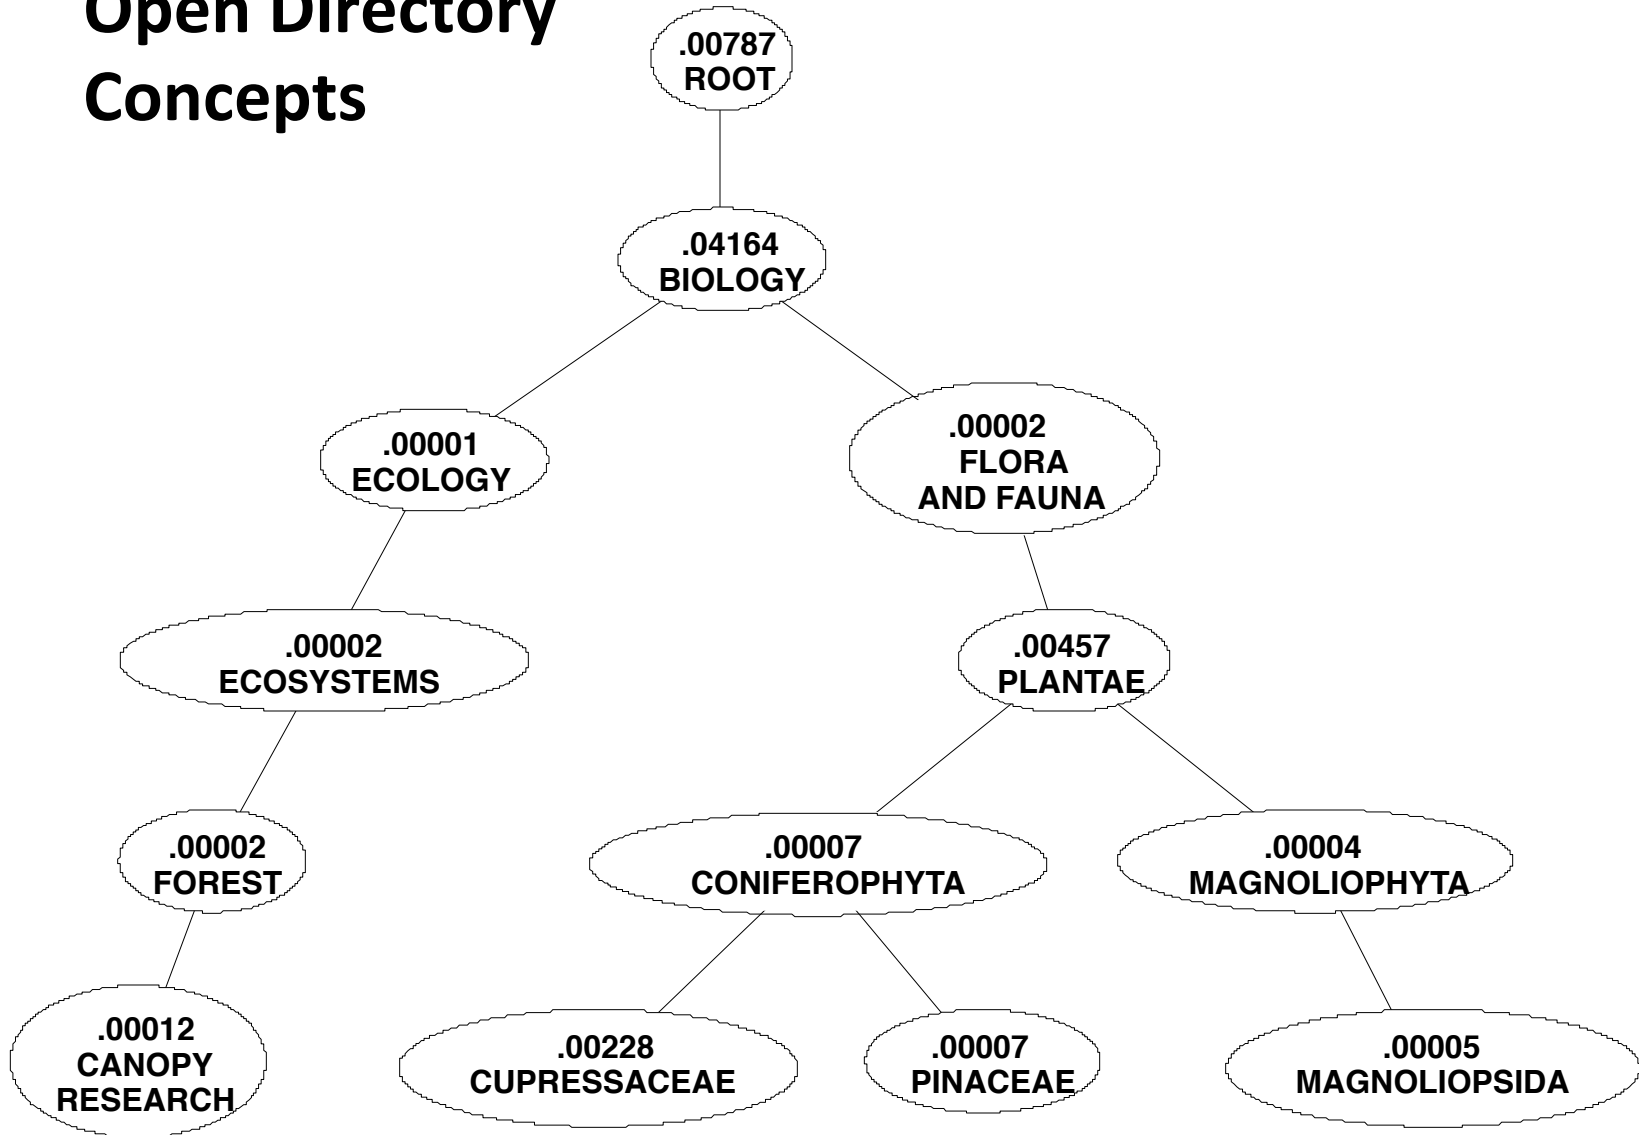 Open Directory
Concepts
.00787
ROOT
.04164
BIOLOGY
.00001
ECOLOGY
.00002
FLORA
AND FAUNA
.00002
ECOSYSTEMS
.00457
PLANTAE
.00002
FOREST
.00007
CONIFEROPHYTA
.00004
MAGNOLIOPHYTA
.00012
CANOPY
RESEARCH
.00228
CUPRESSACEAE
.00007
PINACEAE
.00005
MAGNOLIOPSIDA